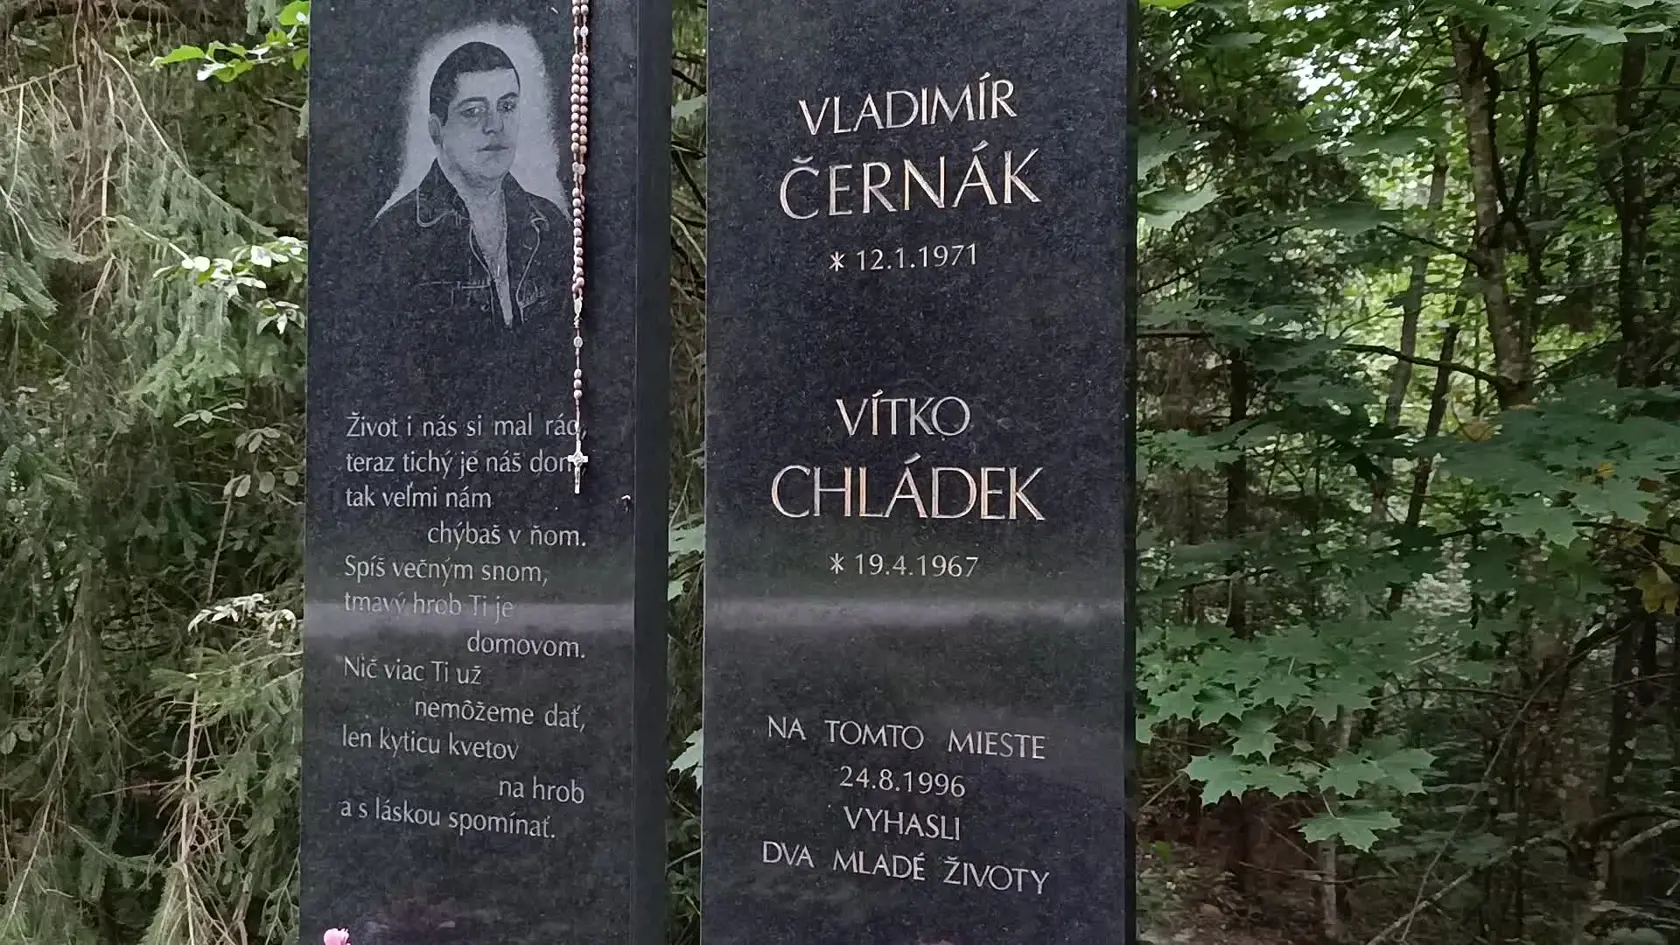 Život i nás si mal rád,
teraz tichý je náš dom
tak veľmi nám
chýbaš v ňom.
Spíš večným snom,
tmavý hrob Ti je
domovom.
Nič viac Ti už
nemôžeme dať,
len kyticu kvetov
na hrob
a s láskou spomínať.
VLADIMÍR
ČERNÁK
* 12.1.1971
VÍTKO
CHLÁDEK
* 19.4.1967
NA TOMTO MIESTE
24.8.1996
VYHASLI
DVA MLADÉ ŽIVOTY